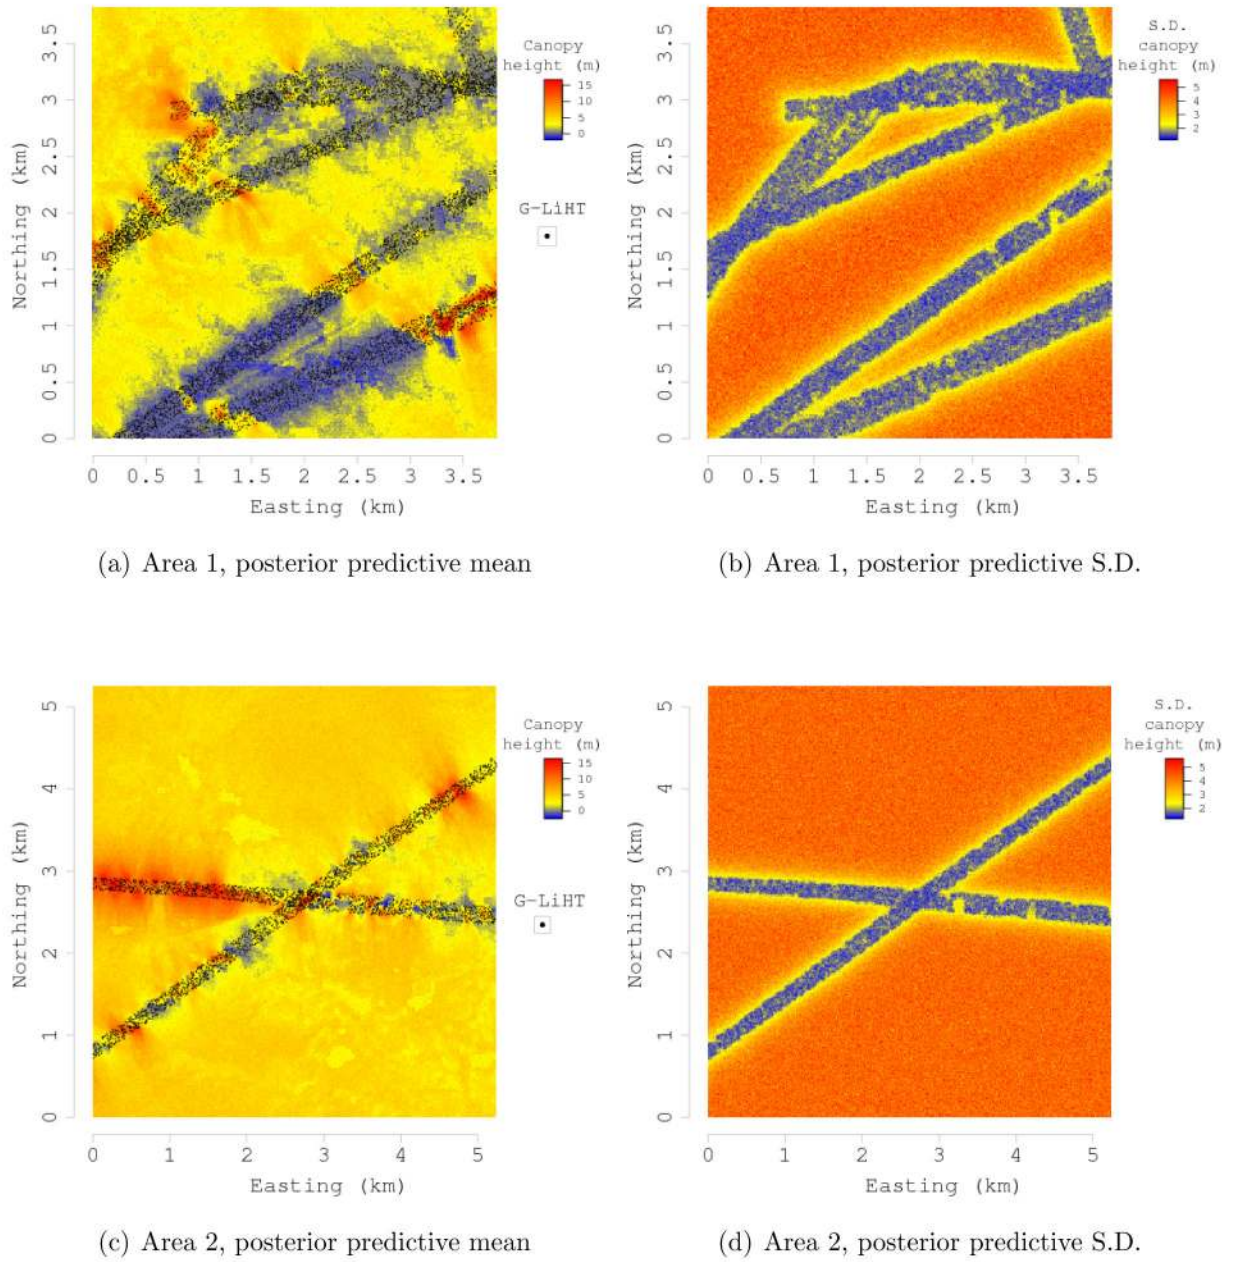 Canopy
height (m)
15
10
5
0
G-LiHT
Northing (km)
0 0.5 1 1.5 2 2.5 3 3.5
0 0.5 1 1.5 2 2.5 3 3.5
Easting (km)
(a) Area 1, posterior predictive mean
S.D.
canopy
height (m)
5
4
3
2
Northing (km)
0 0.5 1 1.5 2 2.5 3 3.5
0 0.5 1 1.5 2 2.5 3 3.5
Easting (km)
(b) Area 1, posterior predictive S.D.
Canopy
height (m)
15
10
5
0
G-LiHT
Northing (km)
0 1 2 3 4 5
0 1 2 3 4 5
Easting (km)
(c) Area 2, posterior predictive mean
S.D.
canopy
height (m)
5
4
3
2
Northing (km)
0 1 2 3 4 5
0 1 2 3 4 5
Easting (km)
(d) Area 2, posterior predictive S.D.